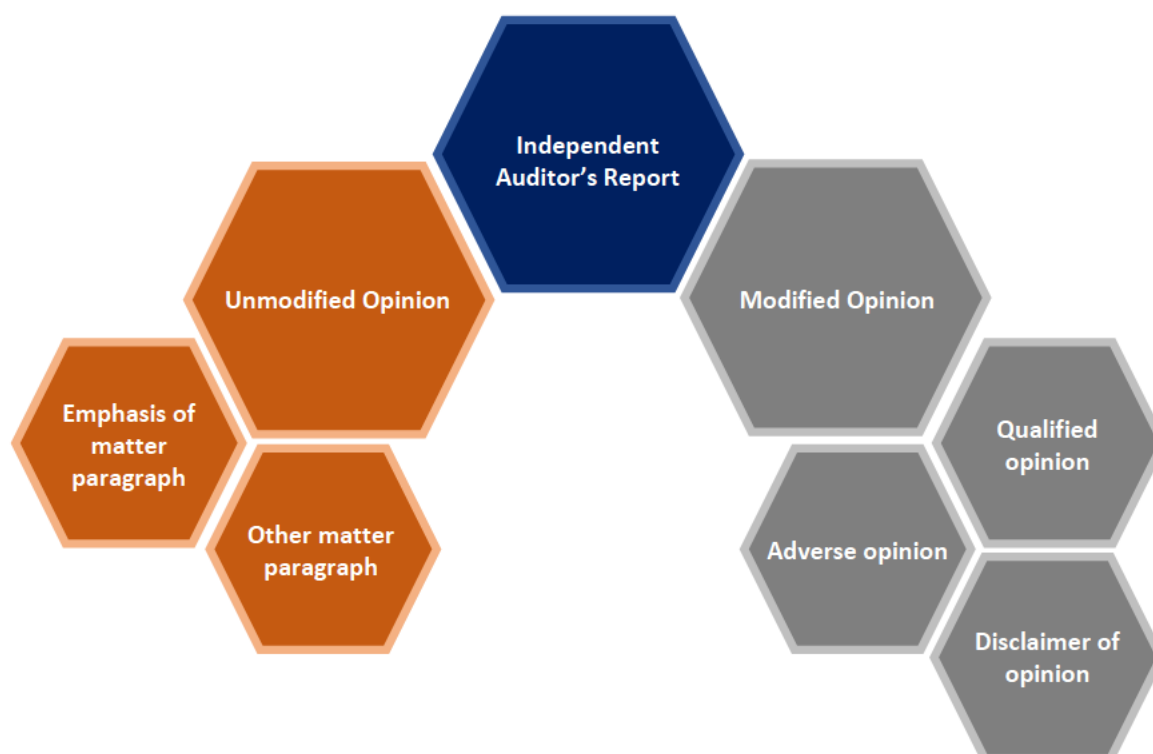 Independent
Auditor’s Report
Unmodified Opinion
Modified Opinion
Emphasis of
matter
paragraph
Other matter
paragraph
Qualified
opinion
Adverse opinion
Disclaimer of
opinion